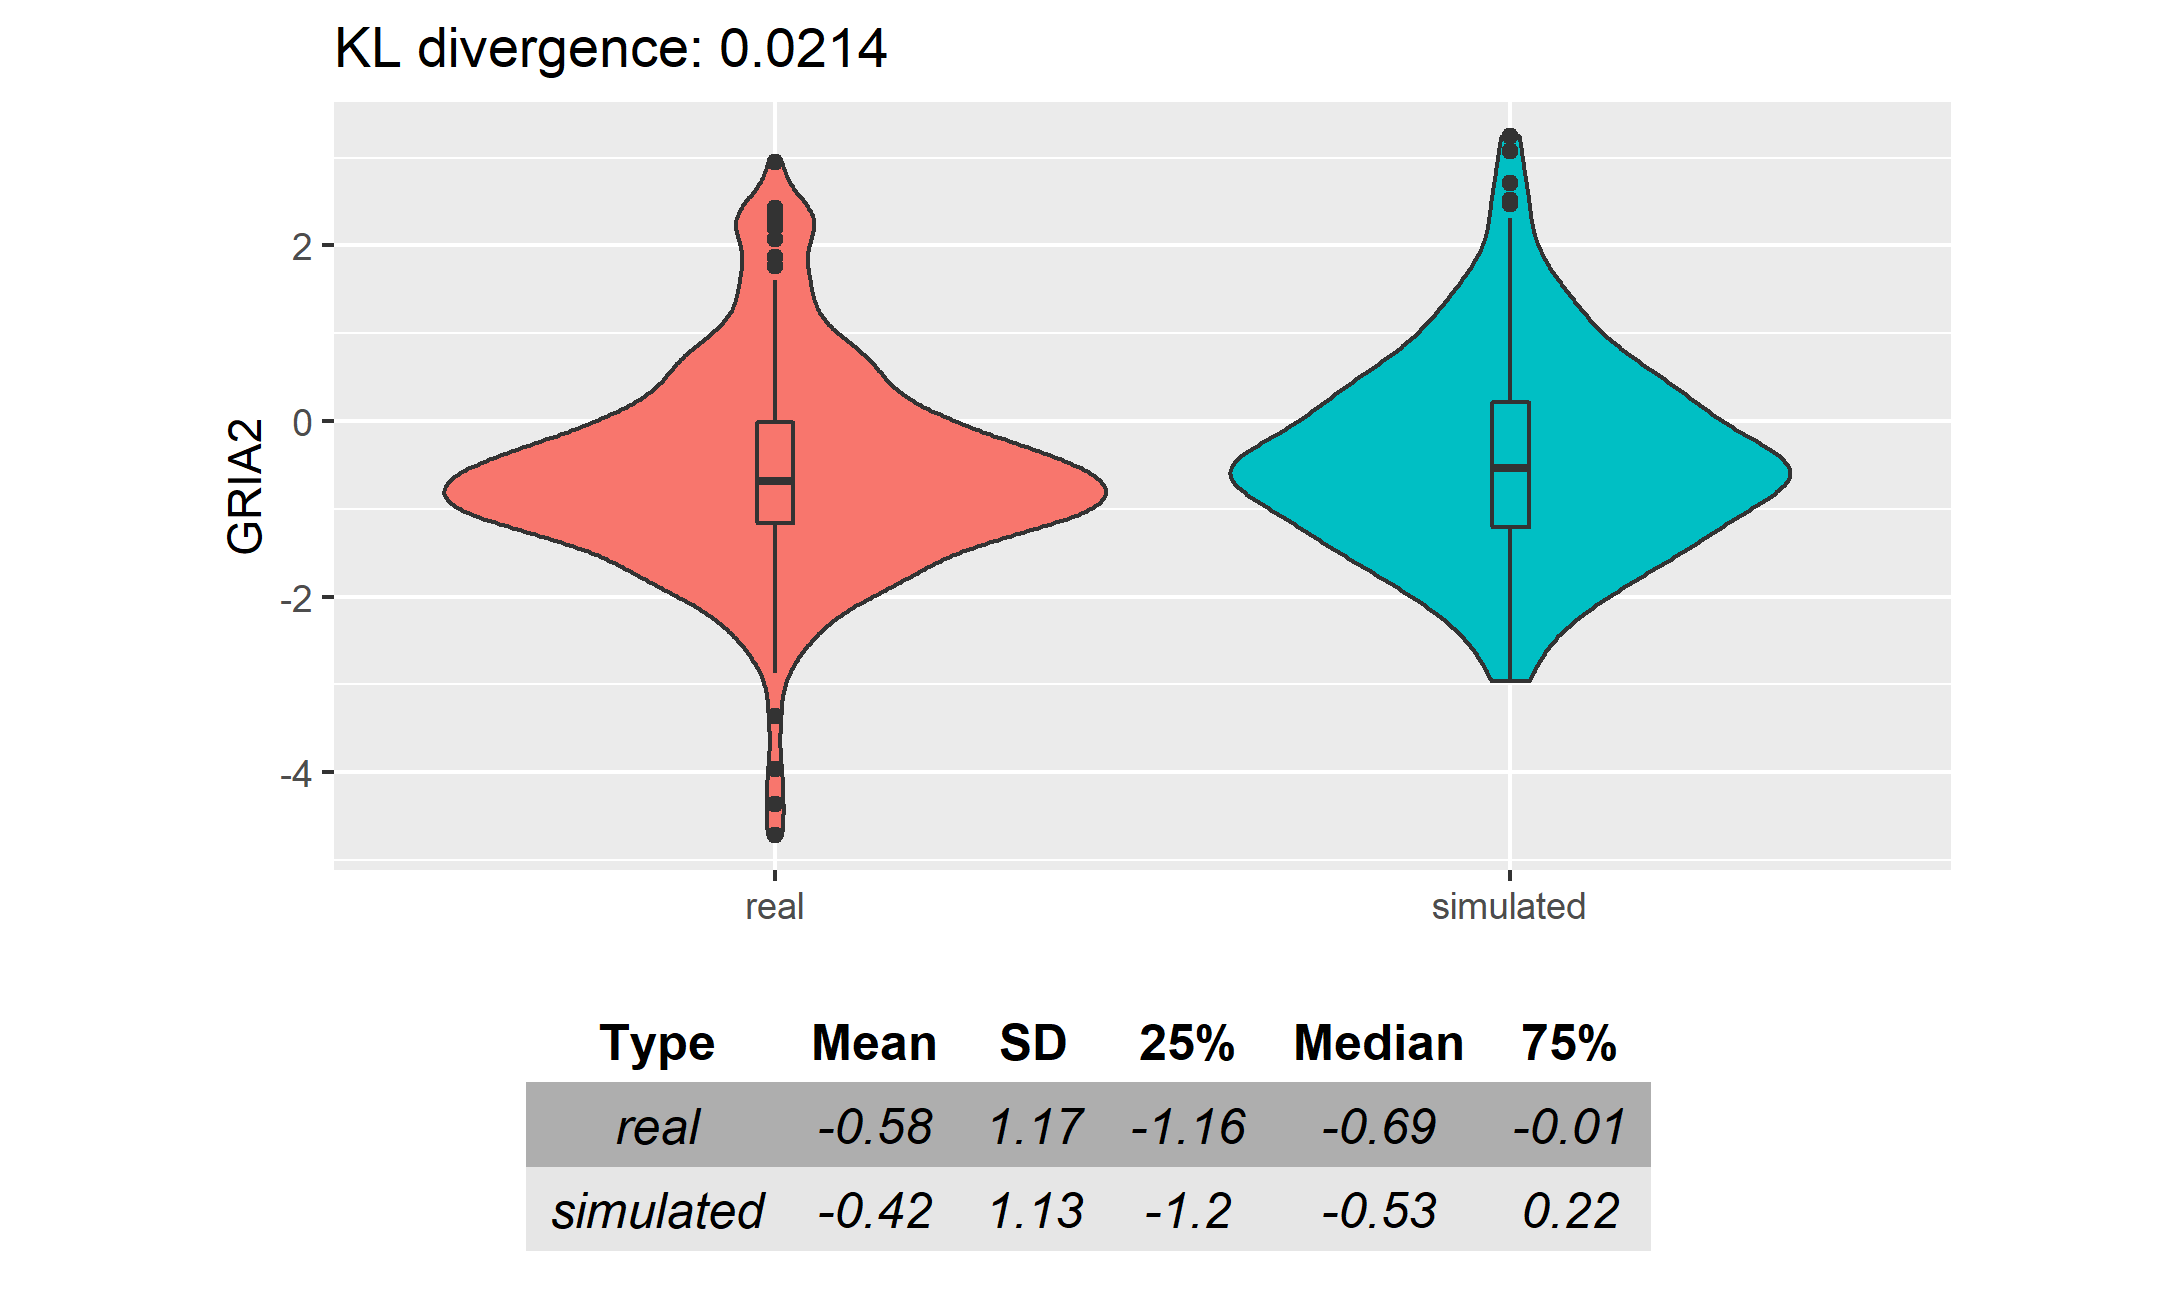 KL divergence: 0.0214
GRIA2
2
0
-2
-4
real simulated
Type Mean SD 25% Median 75%
real -0.58 1.17 -1.16 -0.69 -0.01
simulated -0.42 1.13 -1.2 -0.53 0.22